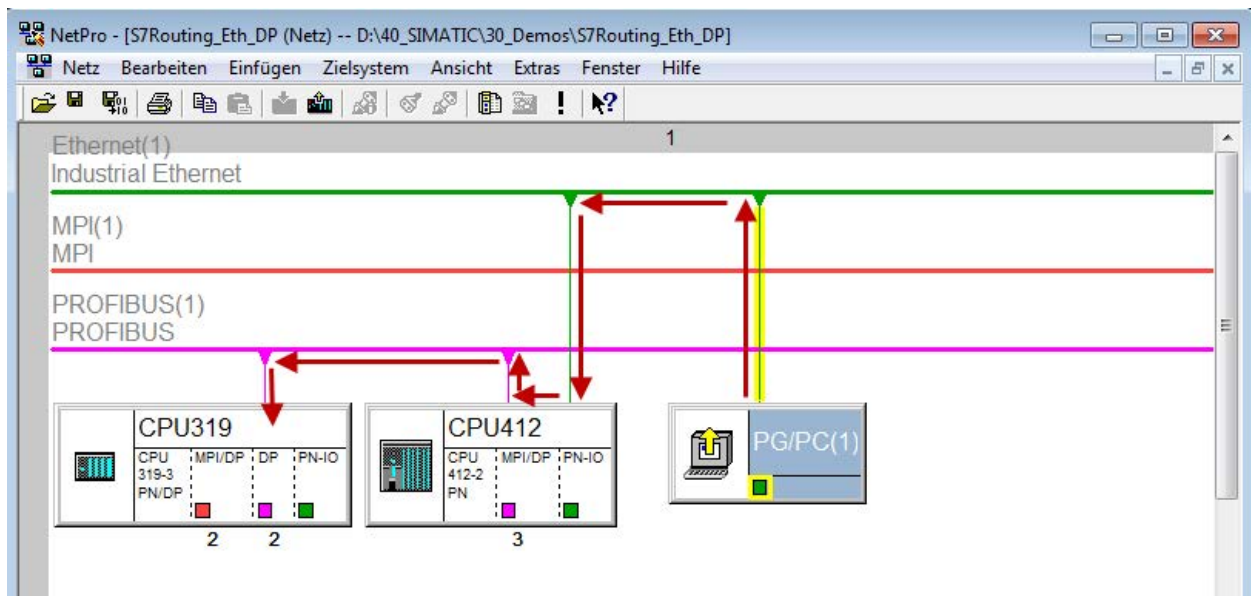 NetPro - [S7Routing_Eth_DP (Netz) -- D:\40_SIMATIC\30_Demos\S7Routing_Eth_DP]
Netz Bearbeiten Einfügen Zielsystem Ansicht Extras Fenster Hilfe
1
Ethernet(1)
Industrial Ethernet
MPI(1)
MPI
PROFIBUS(1)
PROFIBUS
CPU319
CPU 319-3 PN/DP
MPI/DP
DP
PN-IO
2
2
CPU412
CPU 412-2 PN
MPI/DP
PN-IO
3
PG/PC(1)